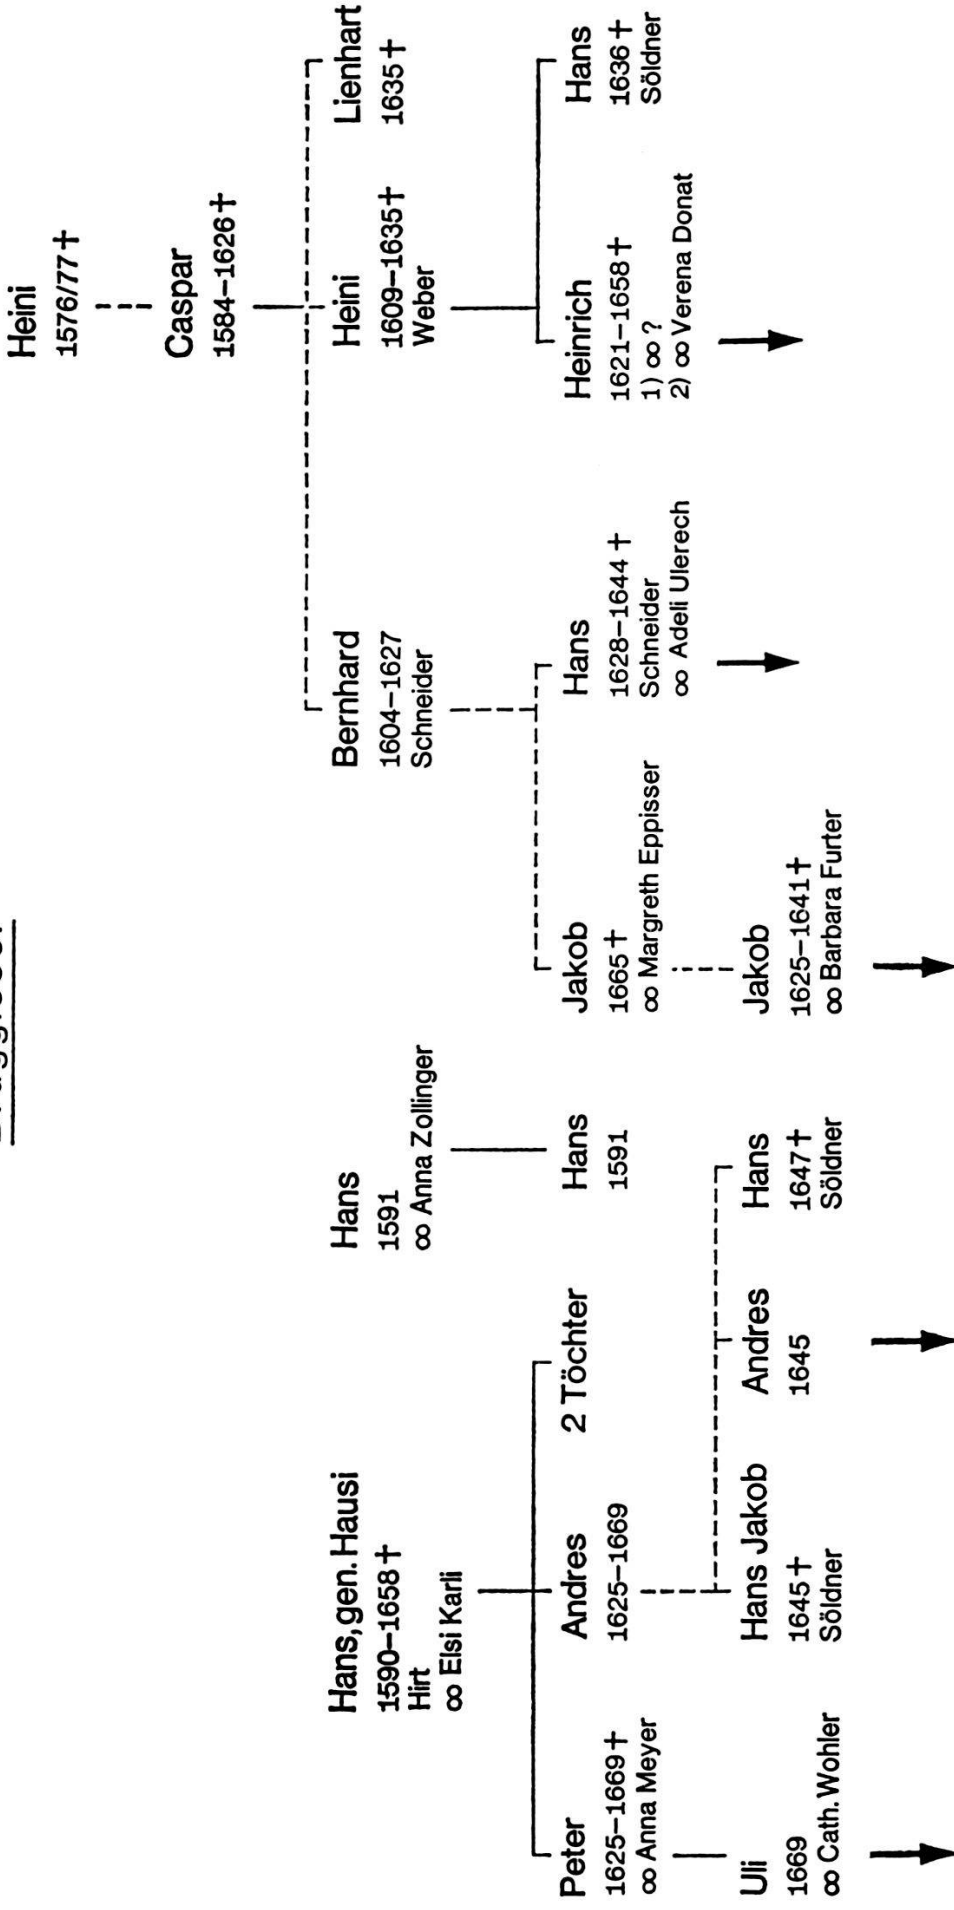 Heini
1576/77†
Caspar
1584–1626†
Hans, gen. Hausi
1590–1658†
Hirt
∞ Elsi Karli
Hans
1591
∞ Anna Zollinger
Bernhard
1604–1627
Schneider
Heini
1609–1635†
Weber
Lienhart
1635†
Peter
1625–1669†
∞ Anna Meyer
Andres
1625–1669
2 Töchter
Hans
1591
Jakob
1665†
∞ Margreth Eppisser
Hans
1628–1644†
Schneider
∞ Adeli Ulerech
Heinrich
1621–1658†
1) ∞ ?
2) ∞ Verena Donat
Hans
1636†
Söldner
Uli
1669
∞ Cath. Wohler
Hans Jakob
1645†
Söldner
Andres
1645
Hans
1647†
Söldner
Jakob
1625–1641†
∞ Barbara Furter